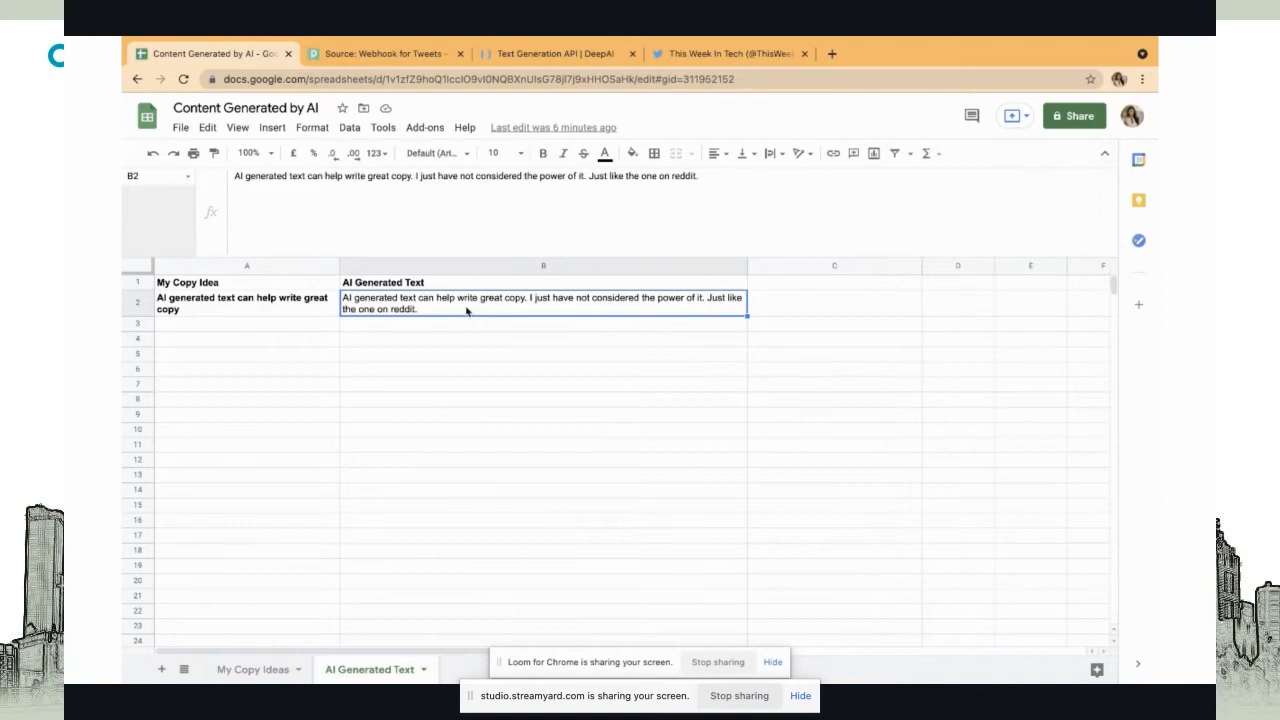 Content Generated by AI - Goo
Source: Webhook for Tweets -
Text Generation API | DeepAI
This Week In Tech (@ThisWeek
docs.google.com/spreadsheets/d/1v1zfZ9hoQ1lcclO9vI0NQBXnUIsG78jl7j9xHHOSaHk/edit#gid=311952152
Content Generated by AI
File Edit View Insert Format Data Tools Add-ons Help Last edit was 6 minutes ago
Share
100% £ % .0 .00 123 Default (Ari... 10 B I S A
B2
AI generated text can help write great copy. I just have not considered the power of it. Just like the one on reddit.
fx
A B C D E F
1 My Copy Idea AI Generated Text
2 AI generated text can help write great copy
AI generated text can help write great copy. I just have not considered the power of it. Just like
the one on reddit.
3
4
5
6
7
8
9
10
11
12
13
14
15
16
17
18
19
20
21
22
23
24
My Copy Ideas AI Generated Text
Loom for Chrome is sharing your screen. Stop sharing Hide
studio.streamyard.com is sharing your screen. Stop sharing Hide